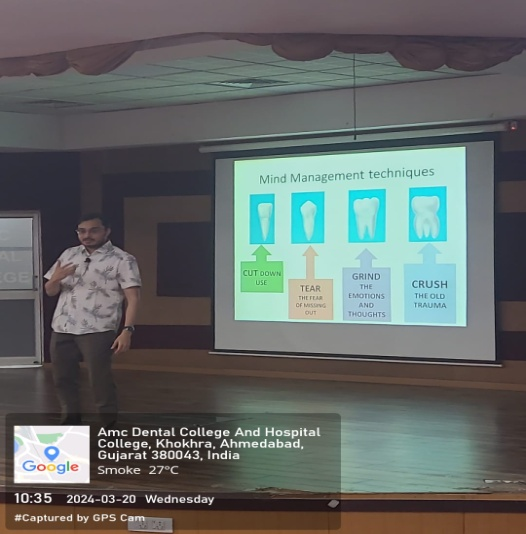 Mind Management techniques
CUT DOWN
USE
TEAR
THE FEAR
OF MISSING
OUT
GRIND
THE
EMOTIONS
AND
THOUGHTS
CRUSH
THE OLD
TRAUMA
AL
EGE
Google
Amc Dental College And Hospital
College, Khokhra, Ahmedabad,
Gujarat 380043, India
Smoke 27°C
10:35 2024-03-20 Wednesday
#Captured by GPS Cam